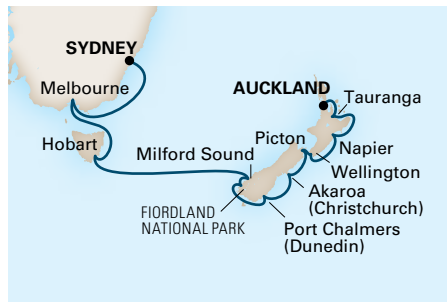 SYDNEY
Melbourne
AUCKLAND
Tauranga
Hobart
Picton
Milford Sound
Napier
Wellington
Akaroa
(Christchurch)
FIORDLAND
NATIONAL PARK
Port Chalmers
(Dunedin)